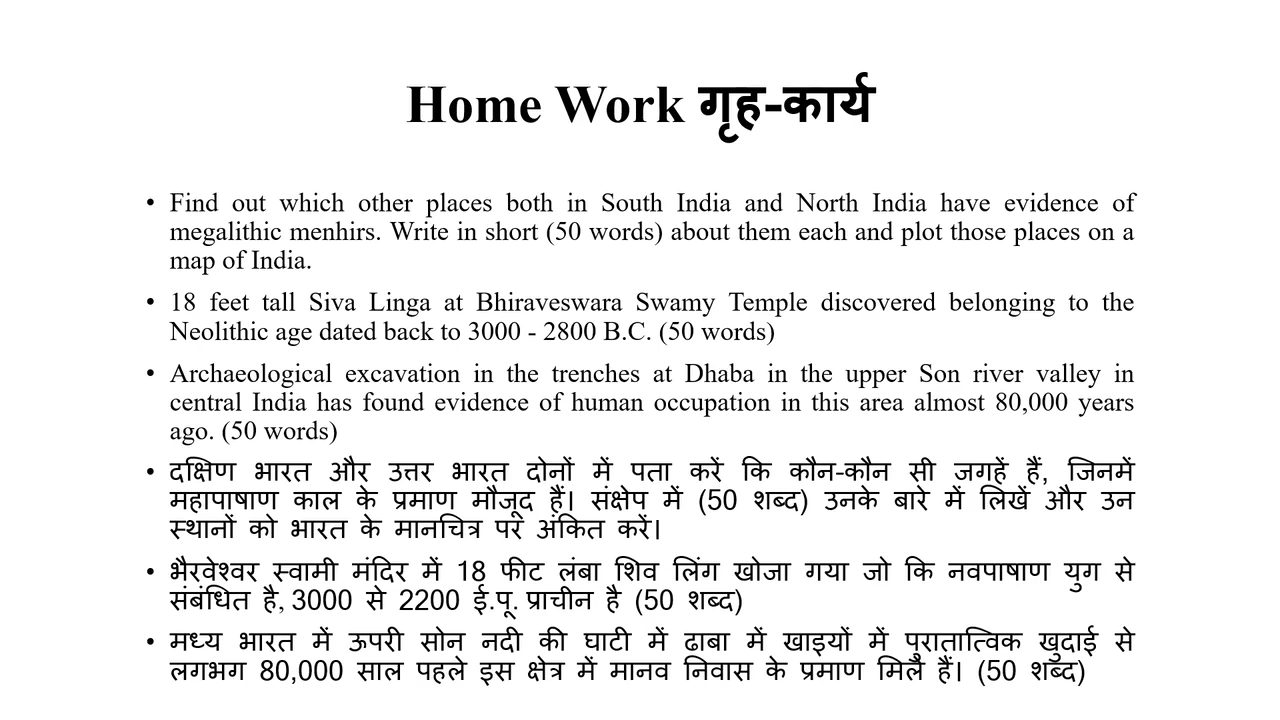 Home Work गृह-कार्य
• Find out which other places both in South India and North India have evidence of
megalithic menhirs. Write in short (50 words) about them each and plot those places on a
map of India.
• 18 feet tall Siva Linga at Bhiraveswara Swamy Temple discovered belonging to the
Neolithic age dated back to 3000 - 2800 B.C. (50 words)
• Archaeological excavation in the trenches at Dhaba in the upper Son river valley in
central India has found evidence of human occupation in this area almost 80,000 years
ago. (50 words)
• दक्षिण भारत और उत्तर भारत दोनों में पता करें कि कौन-कौन सी जगहें हैं, जिनमें
महापाषाण काल के प्रमाण मौजूद हैं। संक्षेप में (50 शब्द) उनके बारे में लिखें और उन
स्थानों को भारत के मानचित्र पर अंकित करें।
• भैरवेश्वर स्वामी मंदिर में 18 फीट लंबा शिव लिंग खोजा गया जो कि नवपाषाण युग से
संबंधित है, 3000 से 2200 ई.पू. प्राचीन है (50 शब्द)
• मध्य भारत में ऊपरी सोन नदी की घाटी में ढाबा में खाइयों में पुरातात्विक खुदाई से
लगभग 80,000 साल पहले इस क्षेत्र में मानव निवास के प्रमाण मिले हैं। (50 शब्द)